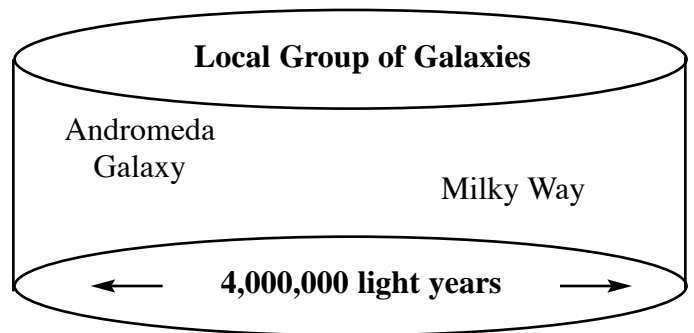 Local Group of Galaxies
Andromeda
Galaxy
Milky Way
4,000,000 light years